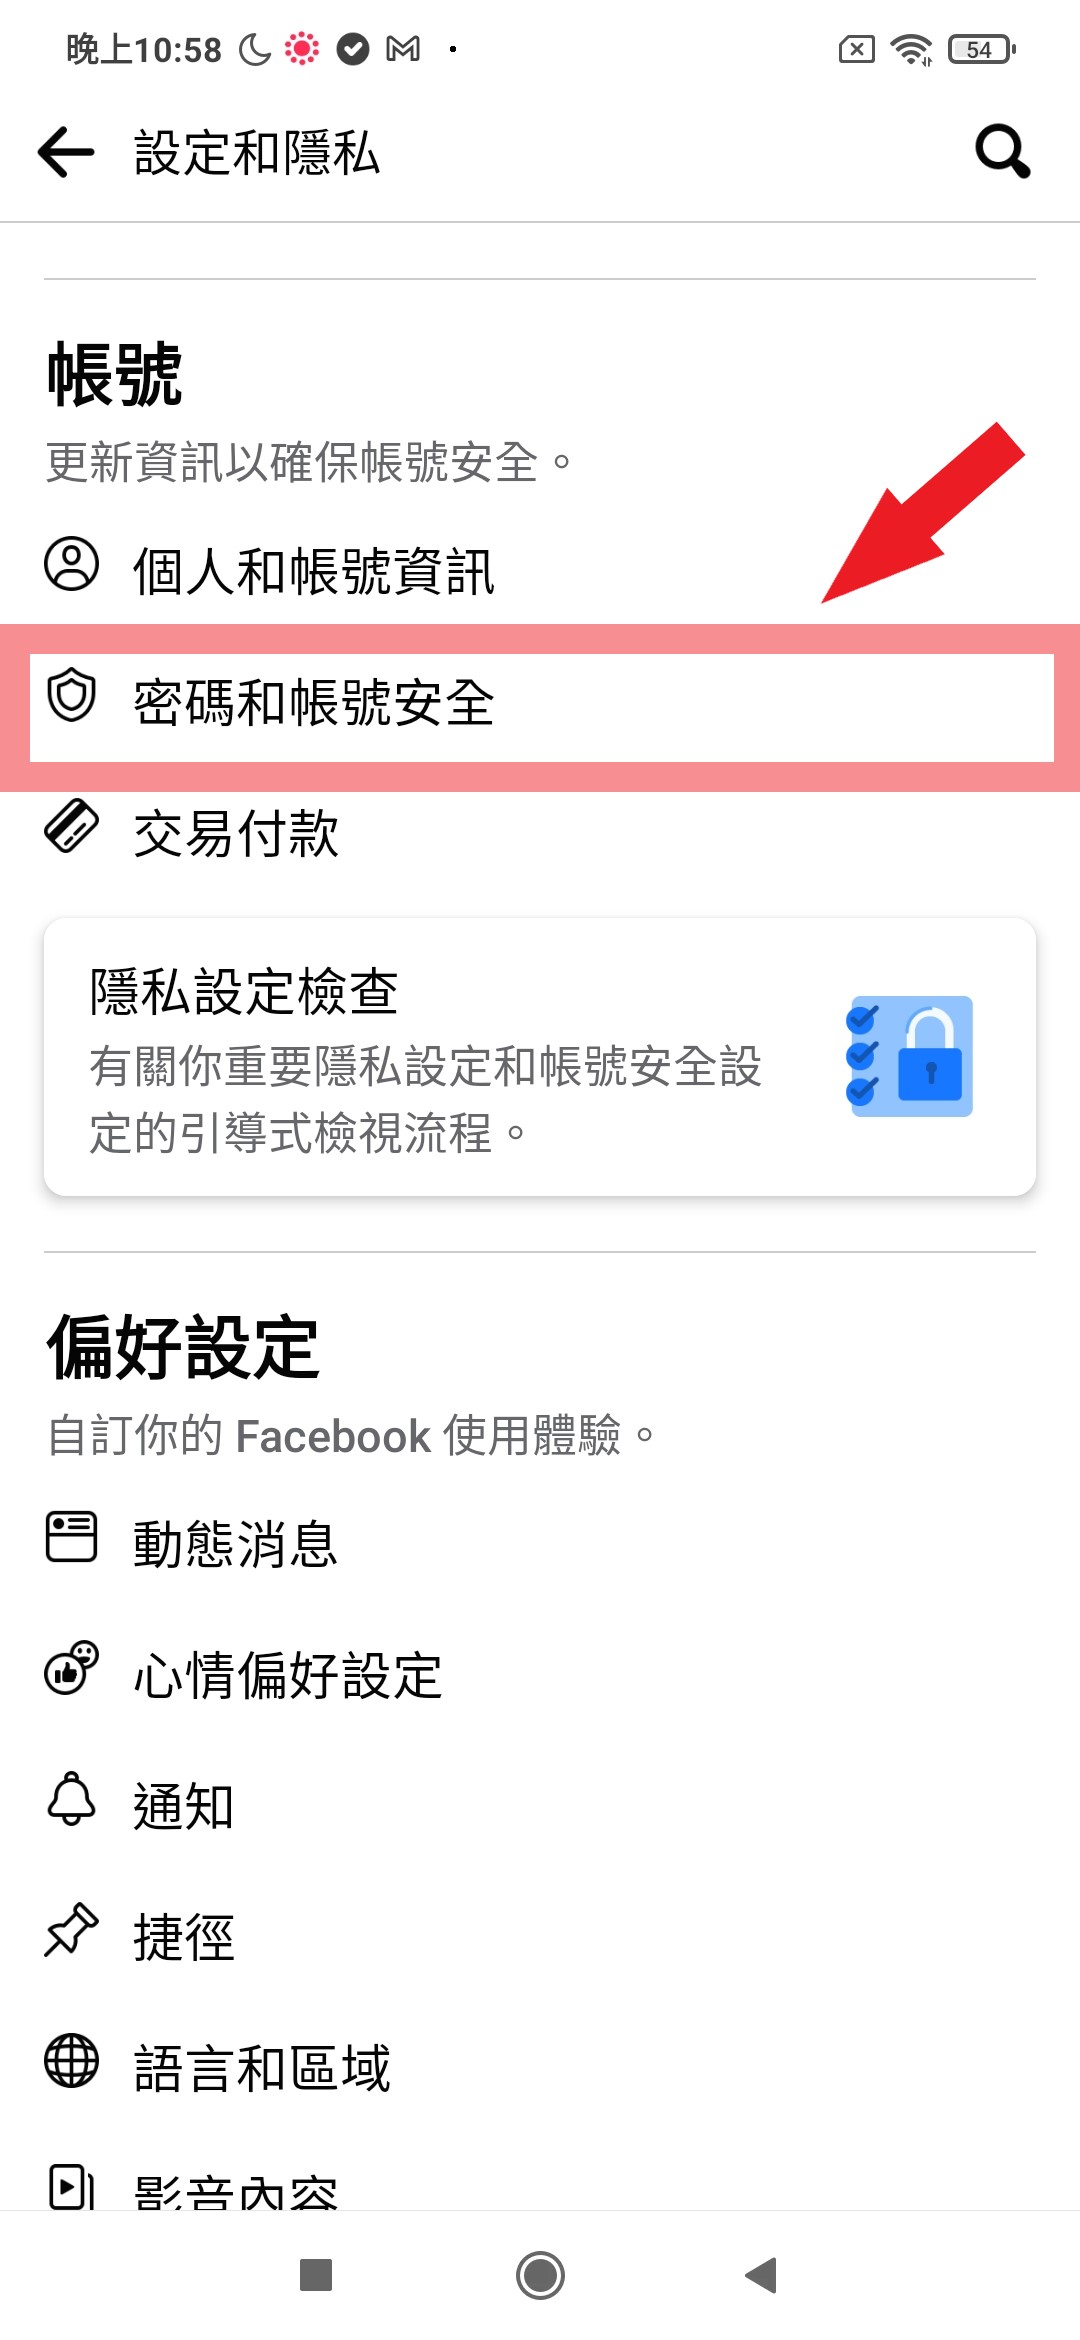 晚上10:58
54
設定和隱私
帳號
更新資訊以確保帳號安全。
個人和帳號資訊
密碼和帳號安全
交易付款
隱私設定檢查
有關你重要隱私設定和帳號安全設
定的引導式檢視流程。
偏好設定
自訂你的 Facebook 使用體驗。
動態消息
心情偏好設定
通知
捷徑
語言和區域
影音內容